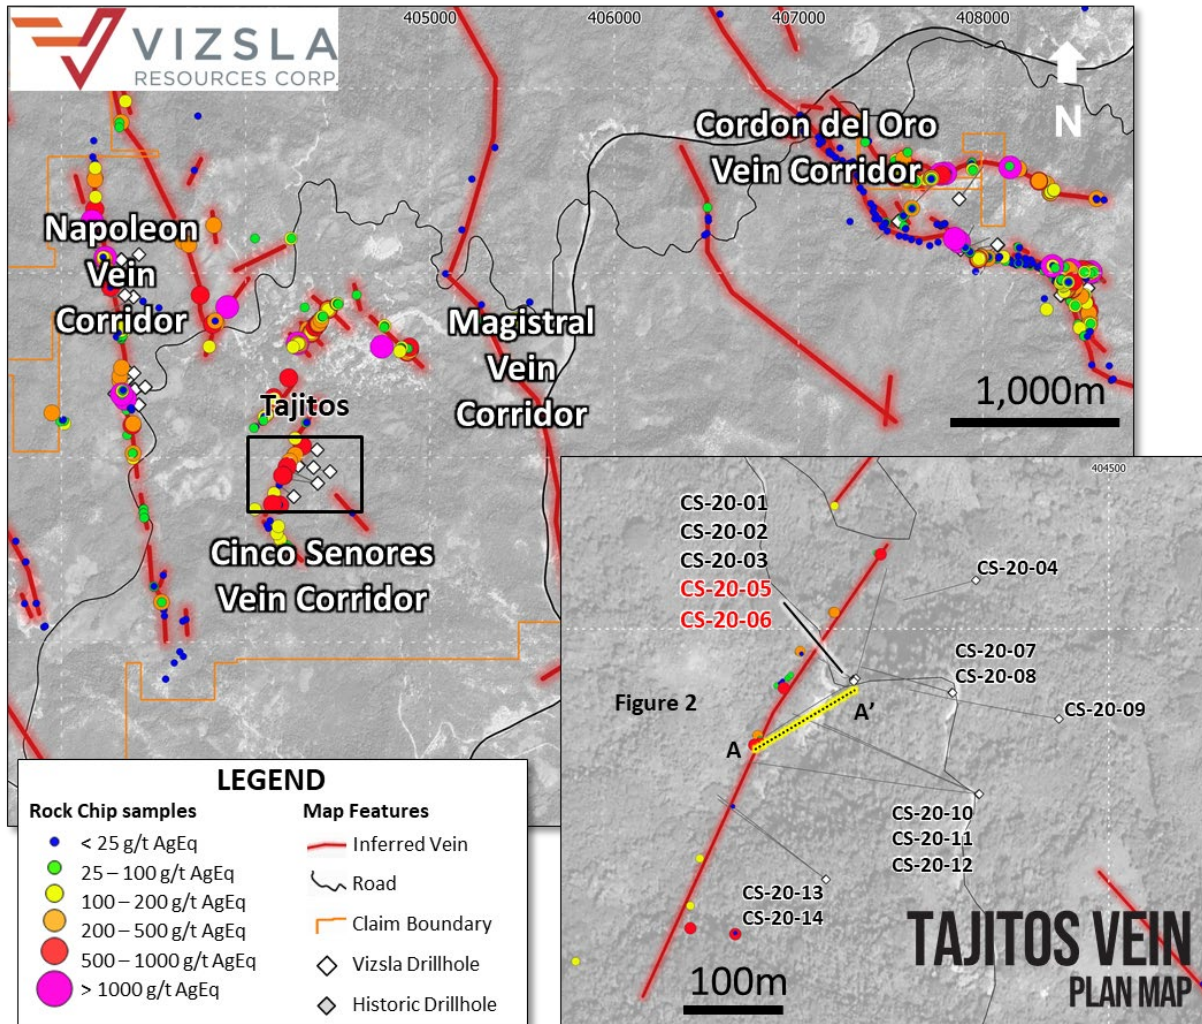 VIZSLA
RESOURCES CORP.
405000
406000
407000
408000
N
Cordon del Oro
Vein Corridor
Napoleon
Vein
Corridor
Magistral
Vein
Corridor
1,000m
Tajitos
Cinco Senores
Vein Corridor
404500
CS-20-01
CS-20-02
CS-20-03
CS-20-05
CS-20-06
CS-20-04
CS-20-07
CS-20-08
CS-20-09
Figure 2
A
A’
CS-20-10
CS-20-11
CS-20-12
CS-20-13
CS-20-14
100m
TAJITOS VEIN
PLAN MAP
LEGEND
Rock Chip samples
< 25 g/t AgEq
25 – 100 g/t AgEq
100 – 200 g/t AgEq
200 – 500 g/t AgEq
500 – 1000 g/t AgEq
> 1000 g/t AgEq
Map Features
Inferred Vein
Road
Claim Boundary
Vizsla Drillhole
Historic Drillhole